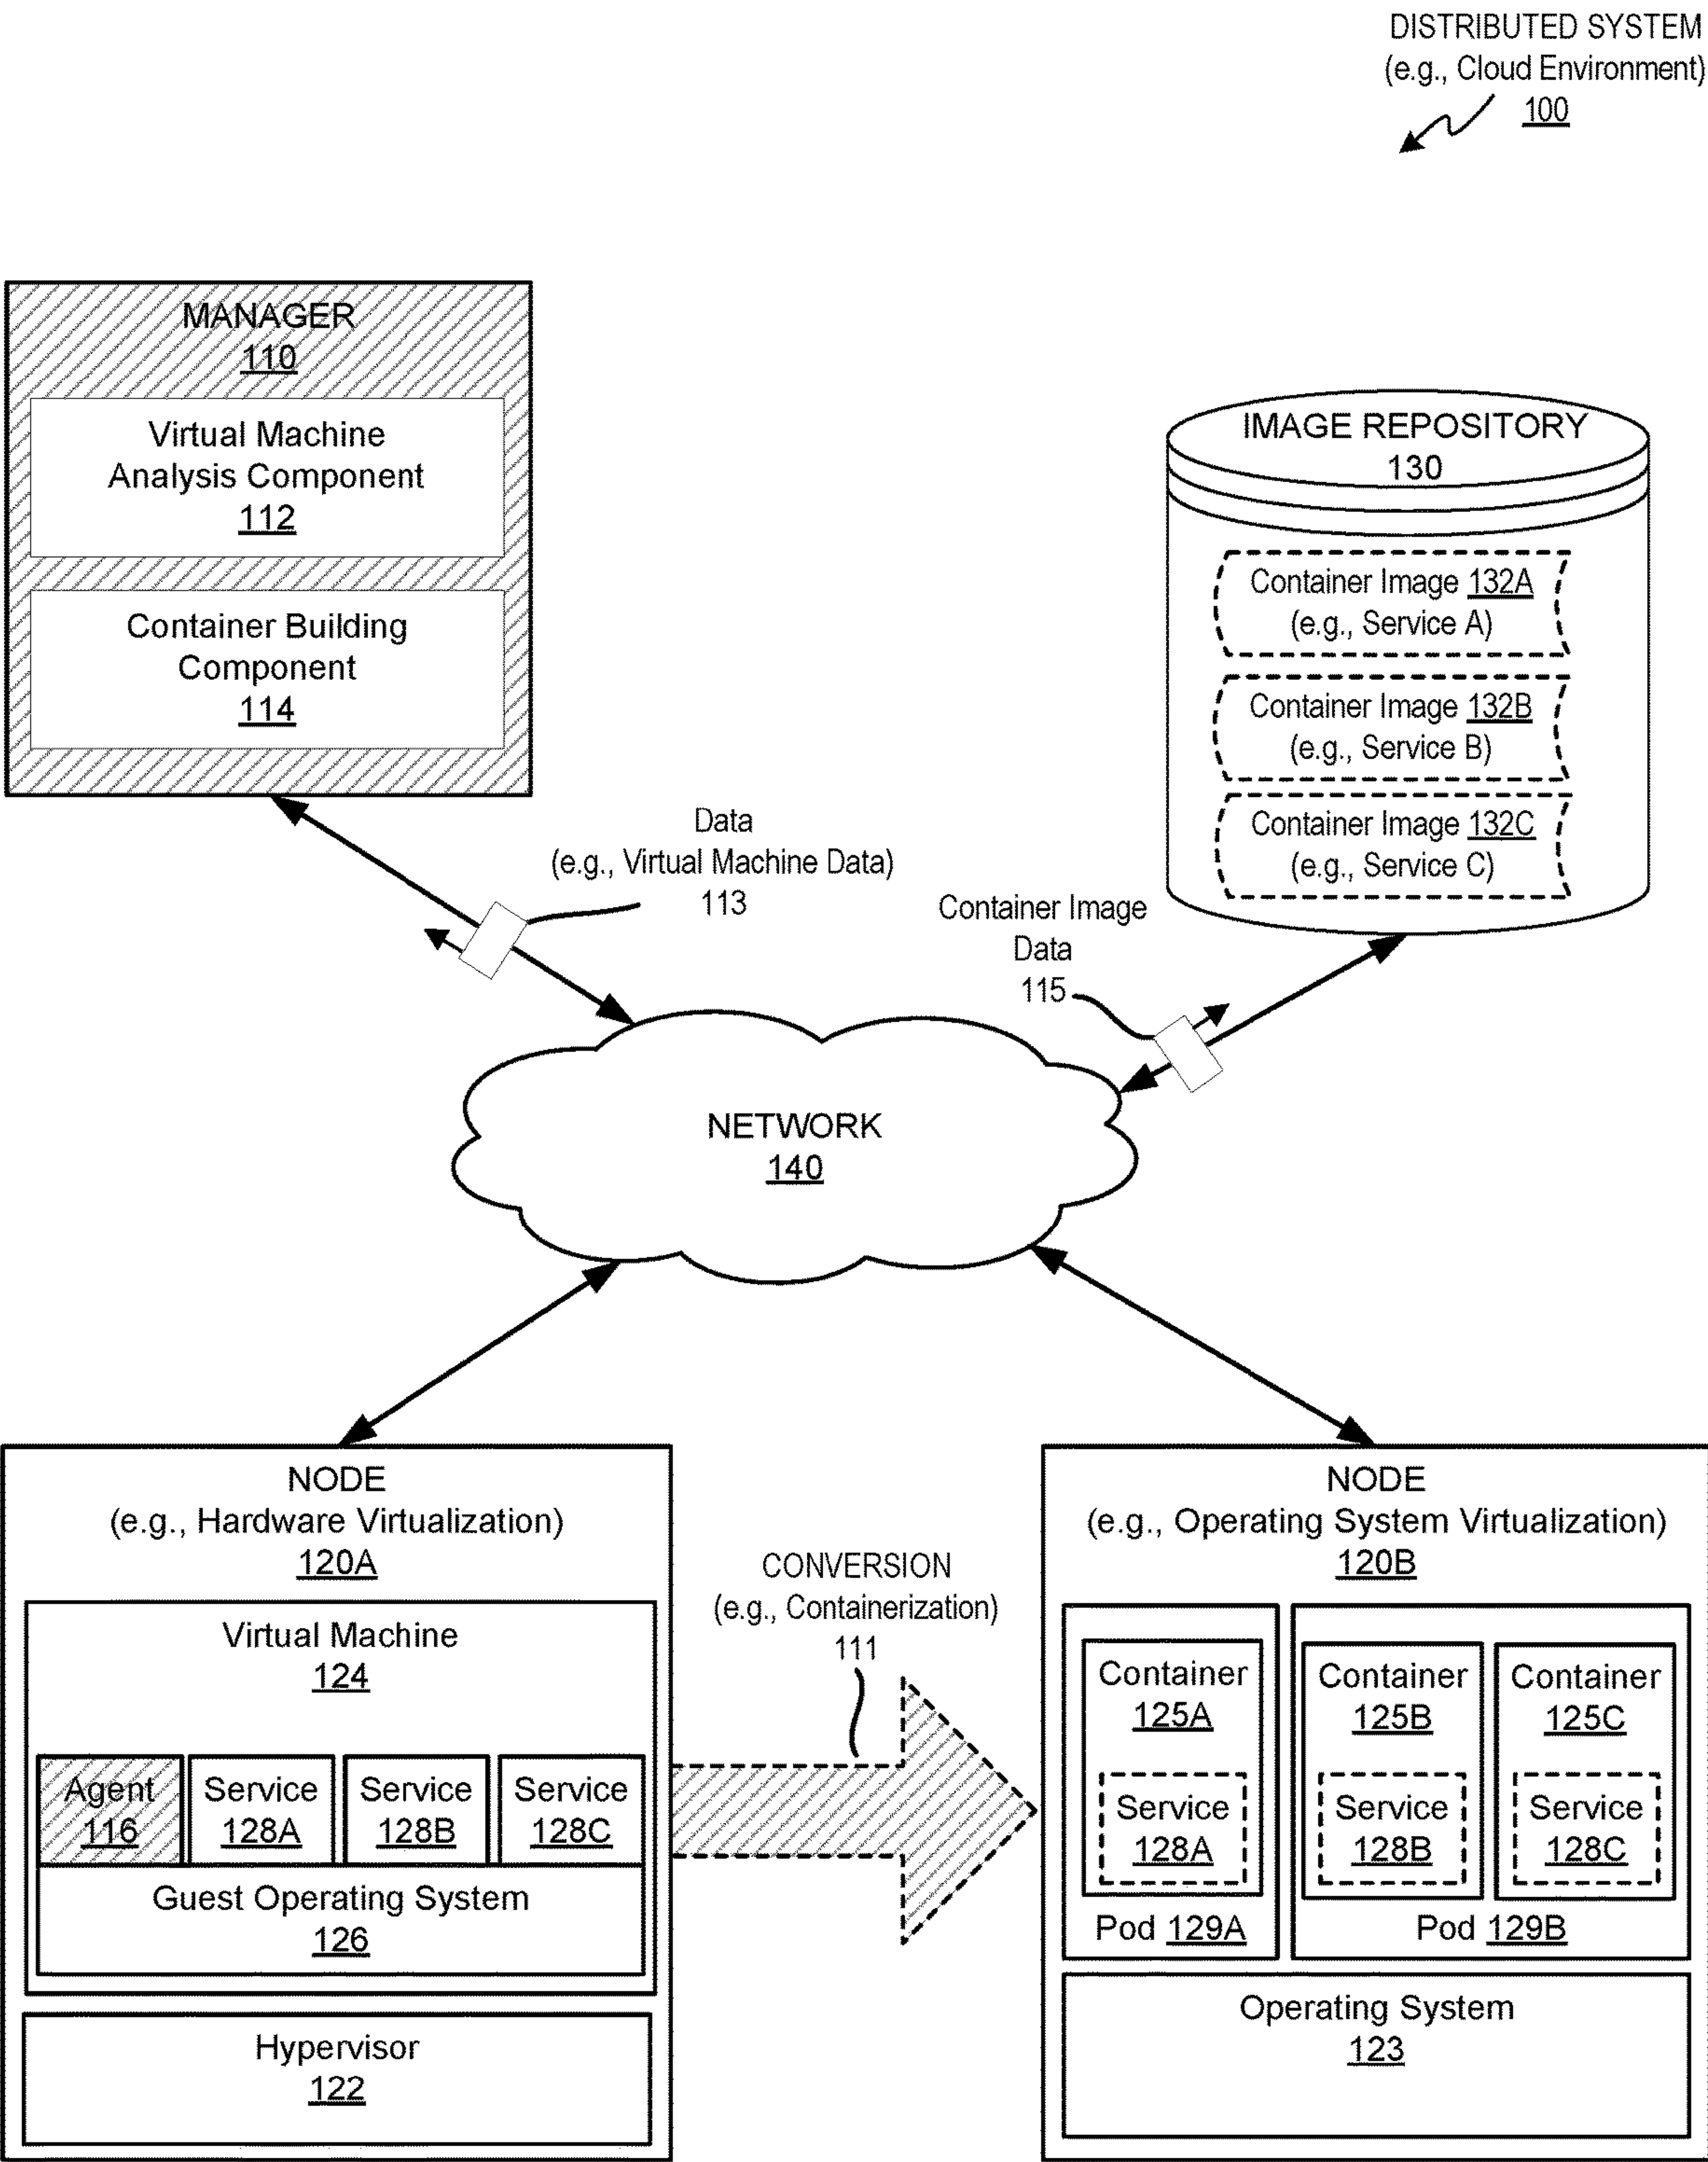 DISTRIBUTED SYSTEM
(e.g., Cloud Environment)
100
MANAGER
110
Virtual Machine
Analysis Component
112
Container Building
Component
114
IMAGE REPOSITORY
130
Container Image 132A
(e.g., Service A)
Container Image 132B
(e.g., Service B)
Container Image 132C
(e.g., Service C)
Data
(e.g., Virtual Machine Data)
113
Container Image
Data
115
NETWORK
140
NODE
(e.g., Hardware Virtualization)
120A
Virtual Machine
124
Agent
116
Service
128A
Service
128B
Service
128C
Guest Operating System
126
Hypervisor
122
CONVERSION
(e.g., Containerization)
111
NODE
(e.g., Operating System Virtualization)
120B
Container
125A
Service
128A
Pod 129A
Container
125B
Service
128B
Container
125C
Service
128C
Pod 129B
Operating System
123